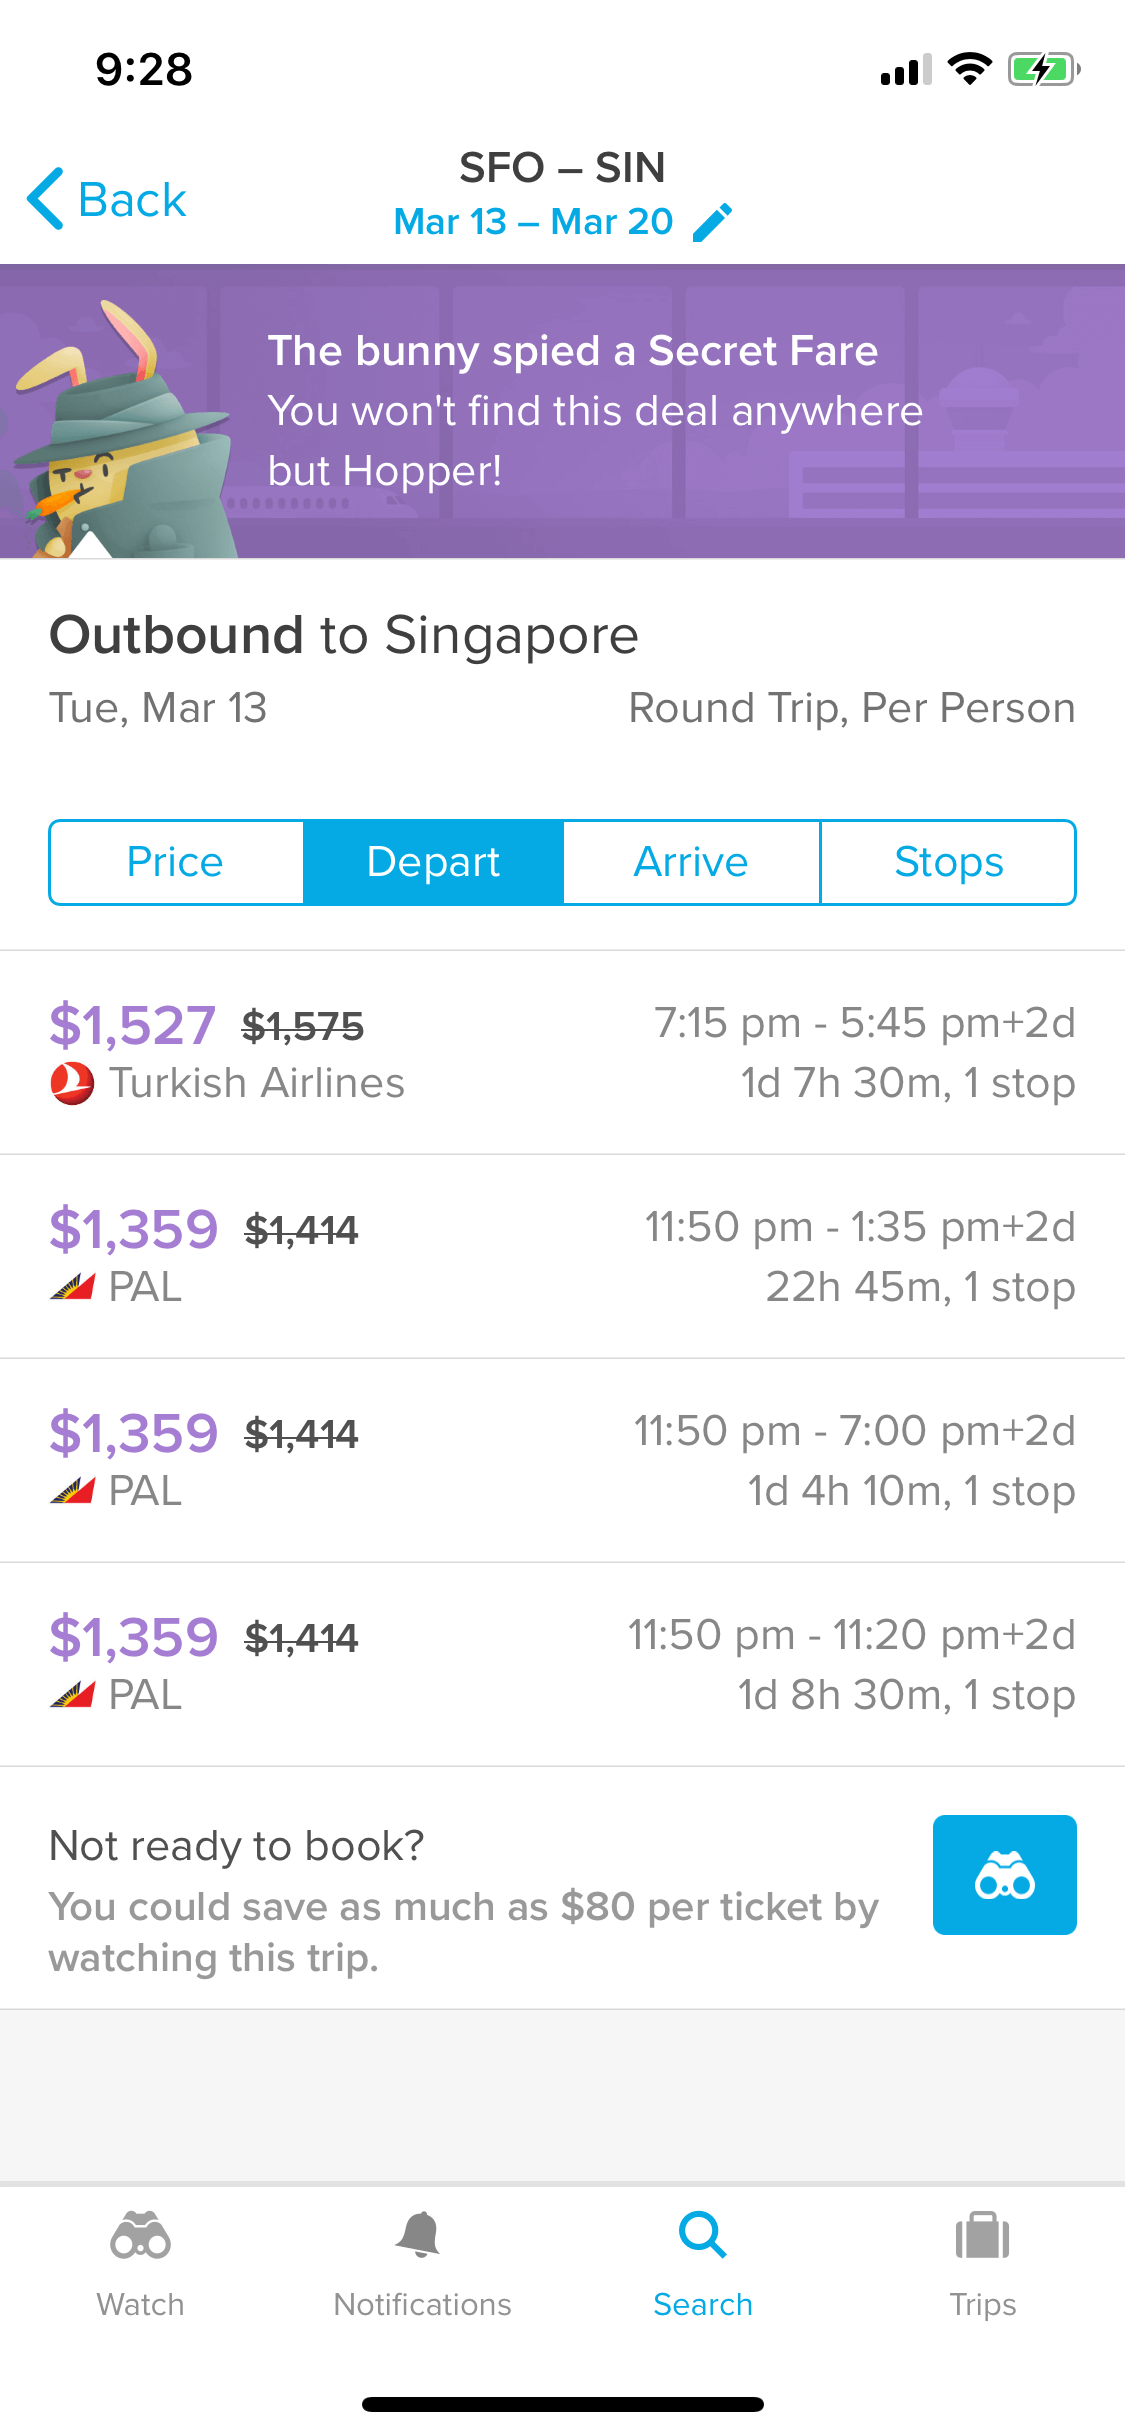 9:28
Back
SFO – SIN
Mar 13 – Mar 20
The bunny spied a Secret Fare
You won't find this deal anywhere
but Hopper!
Outbound to Singapore
Tue, Mar 13
Round Trip, Per Person
Price
Depart
Arrive
Stops
$1,527 $1,575
7:15 pm - 5:45 pm+2d
Turkish Airlines
1d 7h 30m, 1 stop
$1,359 $1,414
11:50 pm - 1:35 pm+2d
PAL
22h 45m, 1 stop
$1,359 $1,414
11:50 pm - 7:00 pm+2d
PAL
1d 4h 10m, 1 stop
$1,359 $1,414
11:50 pm - 11:20 pm+2d
PAL
1d 8h 30m, 1 stop
Not ready to book?
You could save as much as $80 per ticket by
watching this trip.
Watch
Notifications
Search
Trips